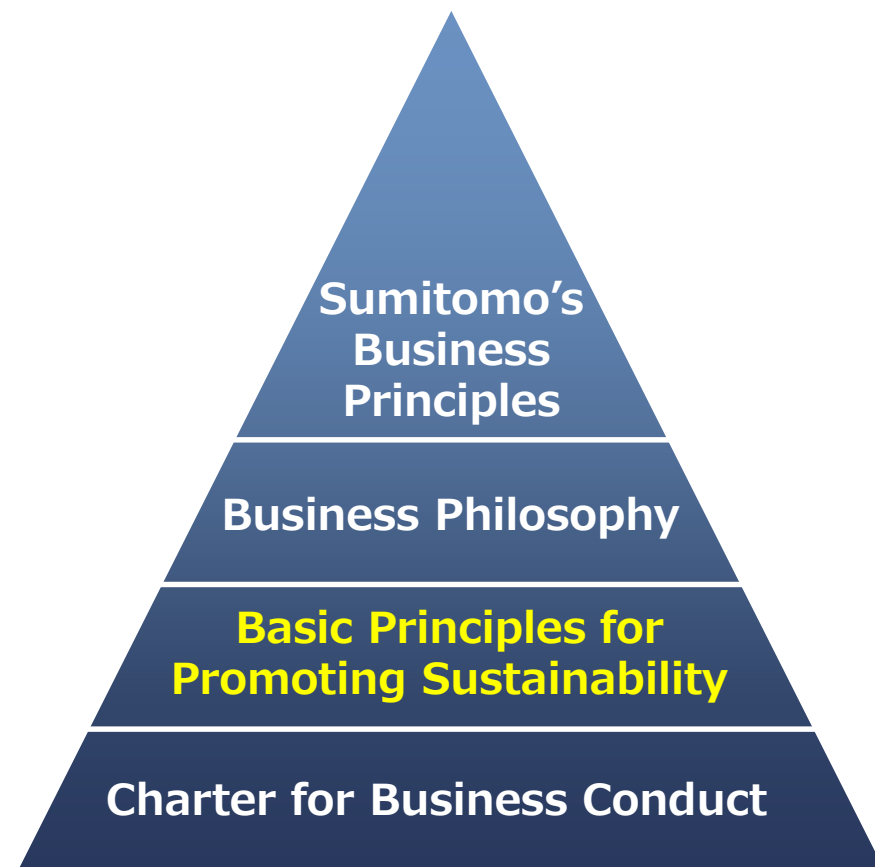 Sumitomo’s
Business
Principles
Business Philosophy
Basic Principles for
Promoting Sustainability
Charter for Business Conduct